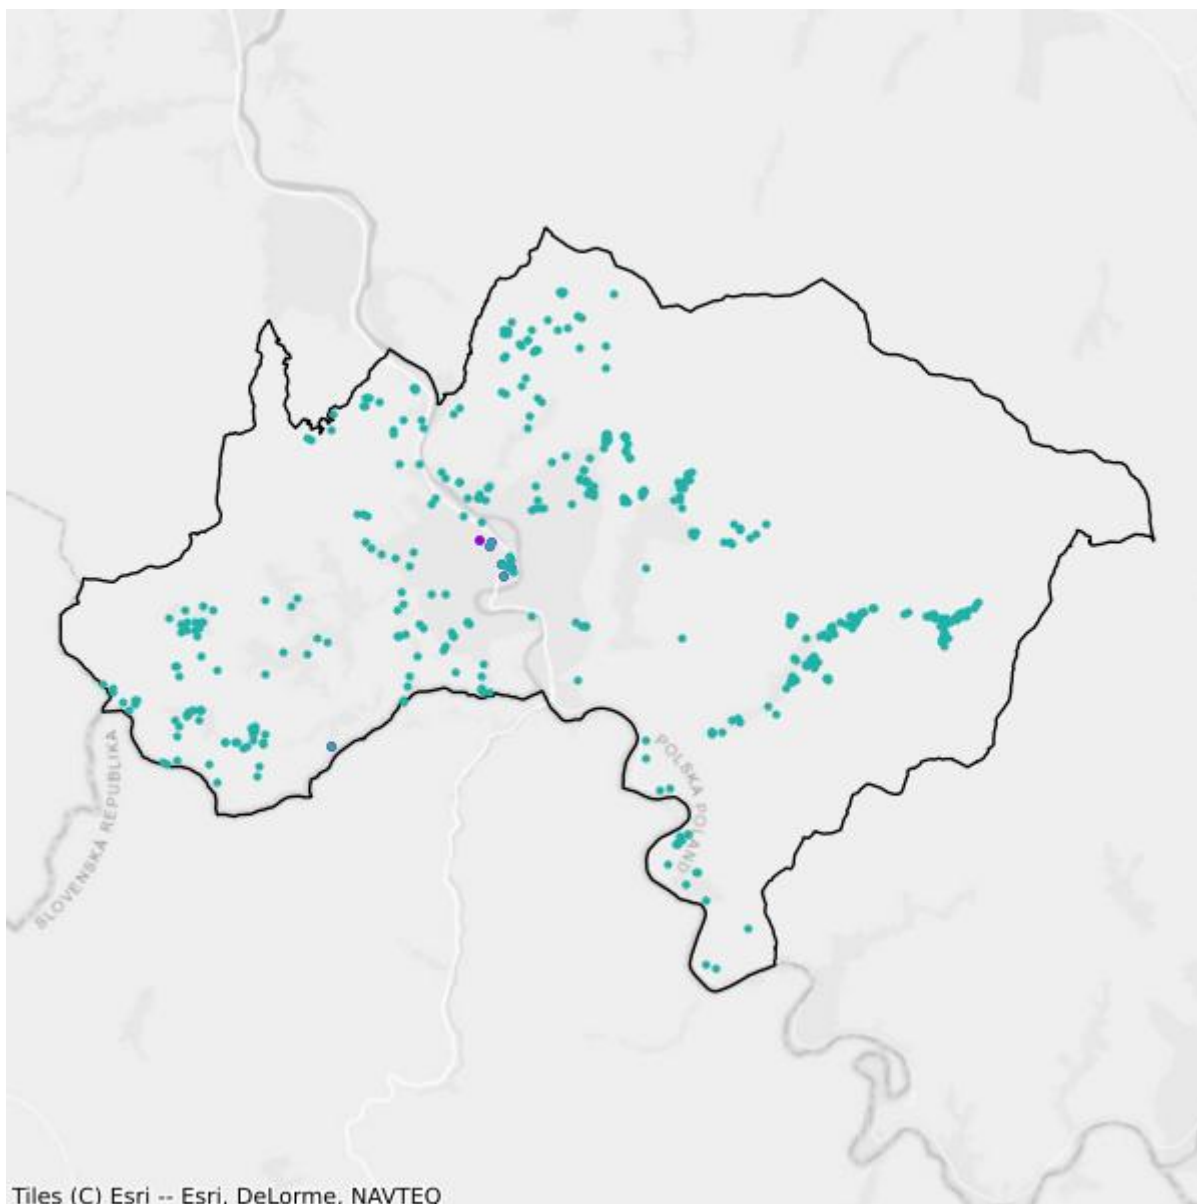 POLSKA POLAND
SLOVENSKÁ REPUBLIKA
Tiles (C) Esri -- Esri, DeLorme, NAVTEQ